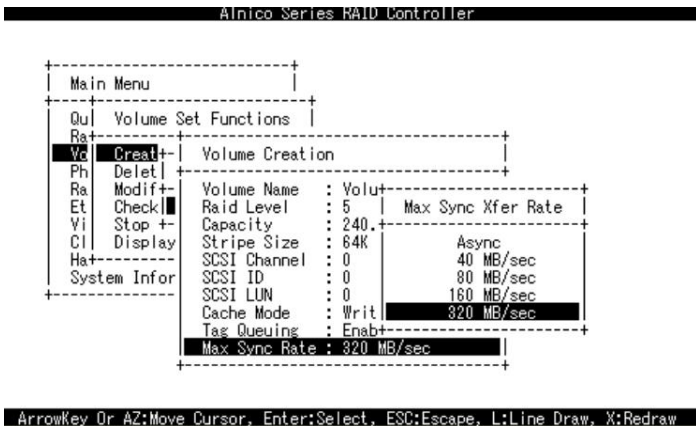 Alnico Series RAID Controller
Main Menu
Qu Volume Set Functions
Ra
Vo Creat Volume Creation
Ph Delet
Ra Modif Volume Name : Volu
Et Check Raid Level : 5 Max Sync Xfer Rate
Vi Stop Capacity : 240.
Cl Display Stripe Size : 64K Async
Ha SCSI Channel : 0 40 MB/sec
System Infor SCSI ID : 0 80 MB/sec
SCSI LUN : 0 160 MB/sec
Cache Mode : Writ 320 MB/sec
Tag Queuing : Enab
Max Sync Rate : 320 MB/sec
ArrowKey Or AZ:Move Cursor, Enter:Select, ESC:Escape, L:Line Draw, X:Redraw